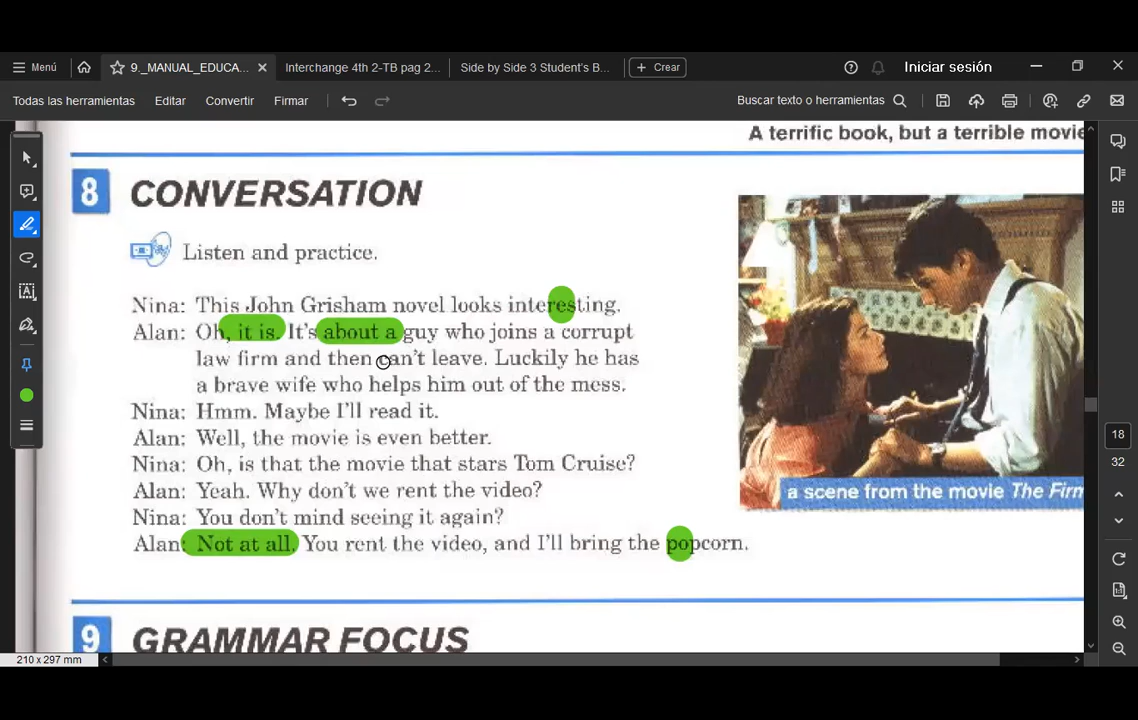 Menú
9._MANUAL_EDUCA...
Interchange 4th 2-TB pag 2...
Side by Side 3 Student's B...
Crear
Iniciar sesión
Todas las herramientas
Editar
Convertir
Firmar
Buscar texto o herramientas
A terrific book, but a terrible movie
8 CONVERSATION
Listen and practice.
Nina: This John Grisham novel looks interesting.
Alan: Oh, it is. It's about a guy who joins a corrupt
law firm and then can't leave. Luckily he has
a brave wife who helps him out of the mess.
Nina: Hmm. Maybe I'll read it.
Alan: Well, the movie is even better.
Nina: Oh, is that the movie that stars Tom Cruise?
Alan: Yeah. Why don't we rent the video?
Nina: You don't mind seeing it again?
Alan: Not at all. You rent the video, and I'll bring the popcorn.
a scene from the movie The Firm
18
32
9 GRAMMAR FOCUS
210 x 297 mm